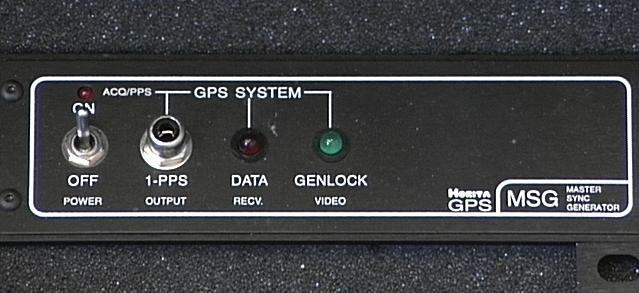 ON ACQ/PPS GPS SYSTEM
OFF 1-PPS DATA GENLOCK
POWER OUTPUT RECV. VIDEO
HORITA
GPS MSG
MASTER
SYNC
GENERATOR